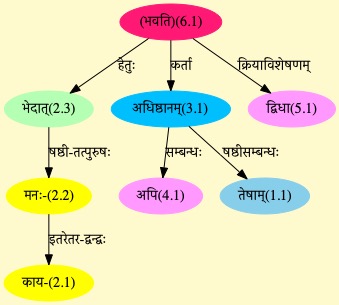 (भवति)(6.1)
हेतुः कर्ता क्रियाविशेषणम्
भेदात्(2.3) अधिष्ठानम्(3.1) द्विधा(5.1)
षष्ठी-तत्पुरुषः सम्बन्धः षष्ठीसम्बन्धः
मनः-(2.2) अपि(4.1) तेषाम्(1.1)
इतरेतर-द्वन्द्वः
काय-(2.1)